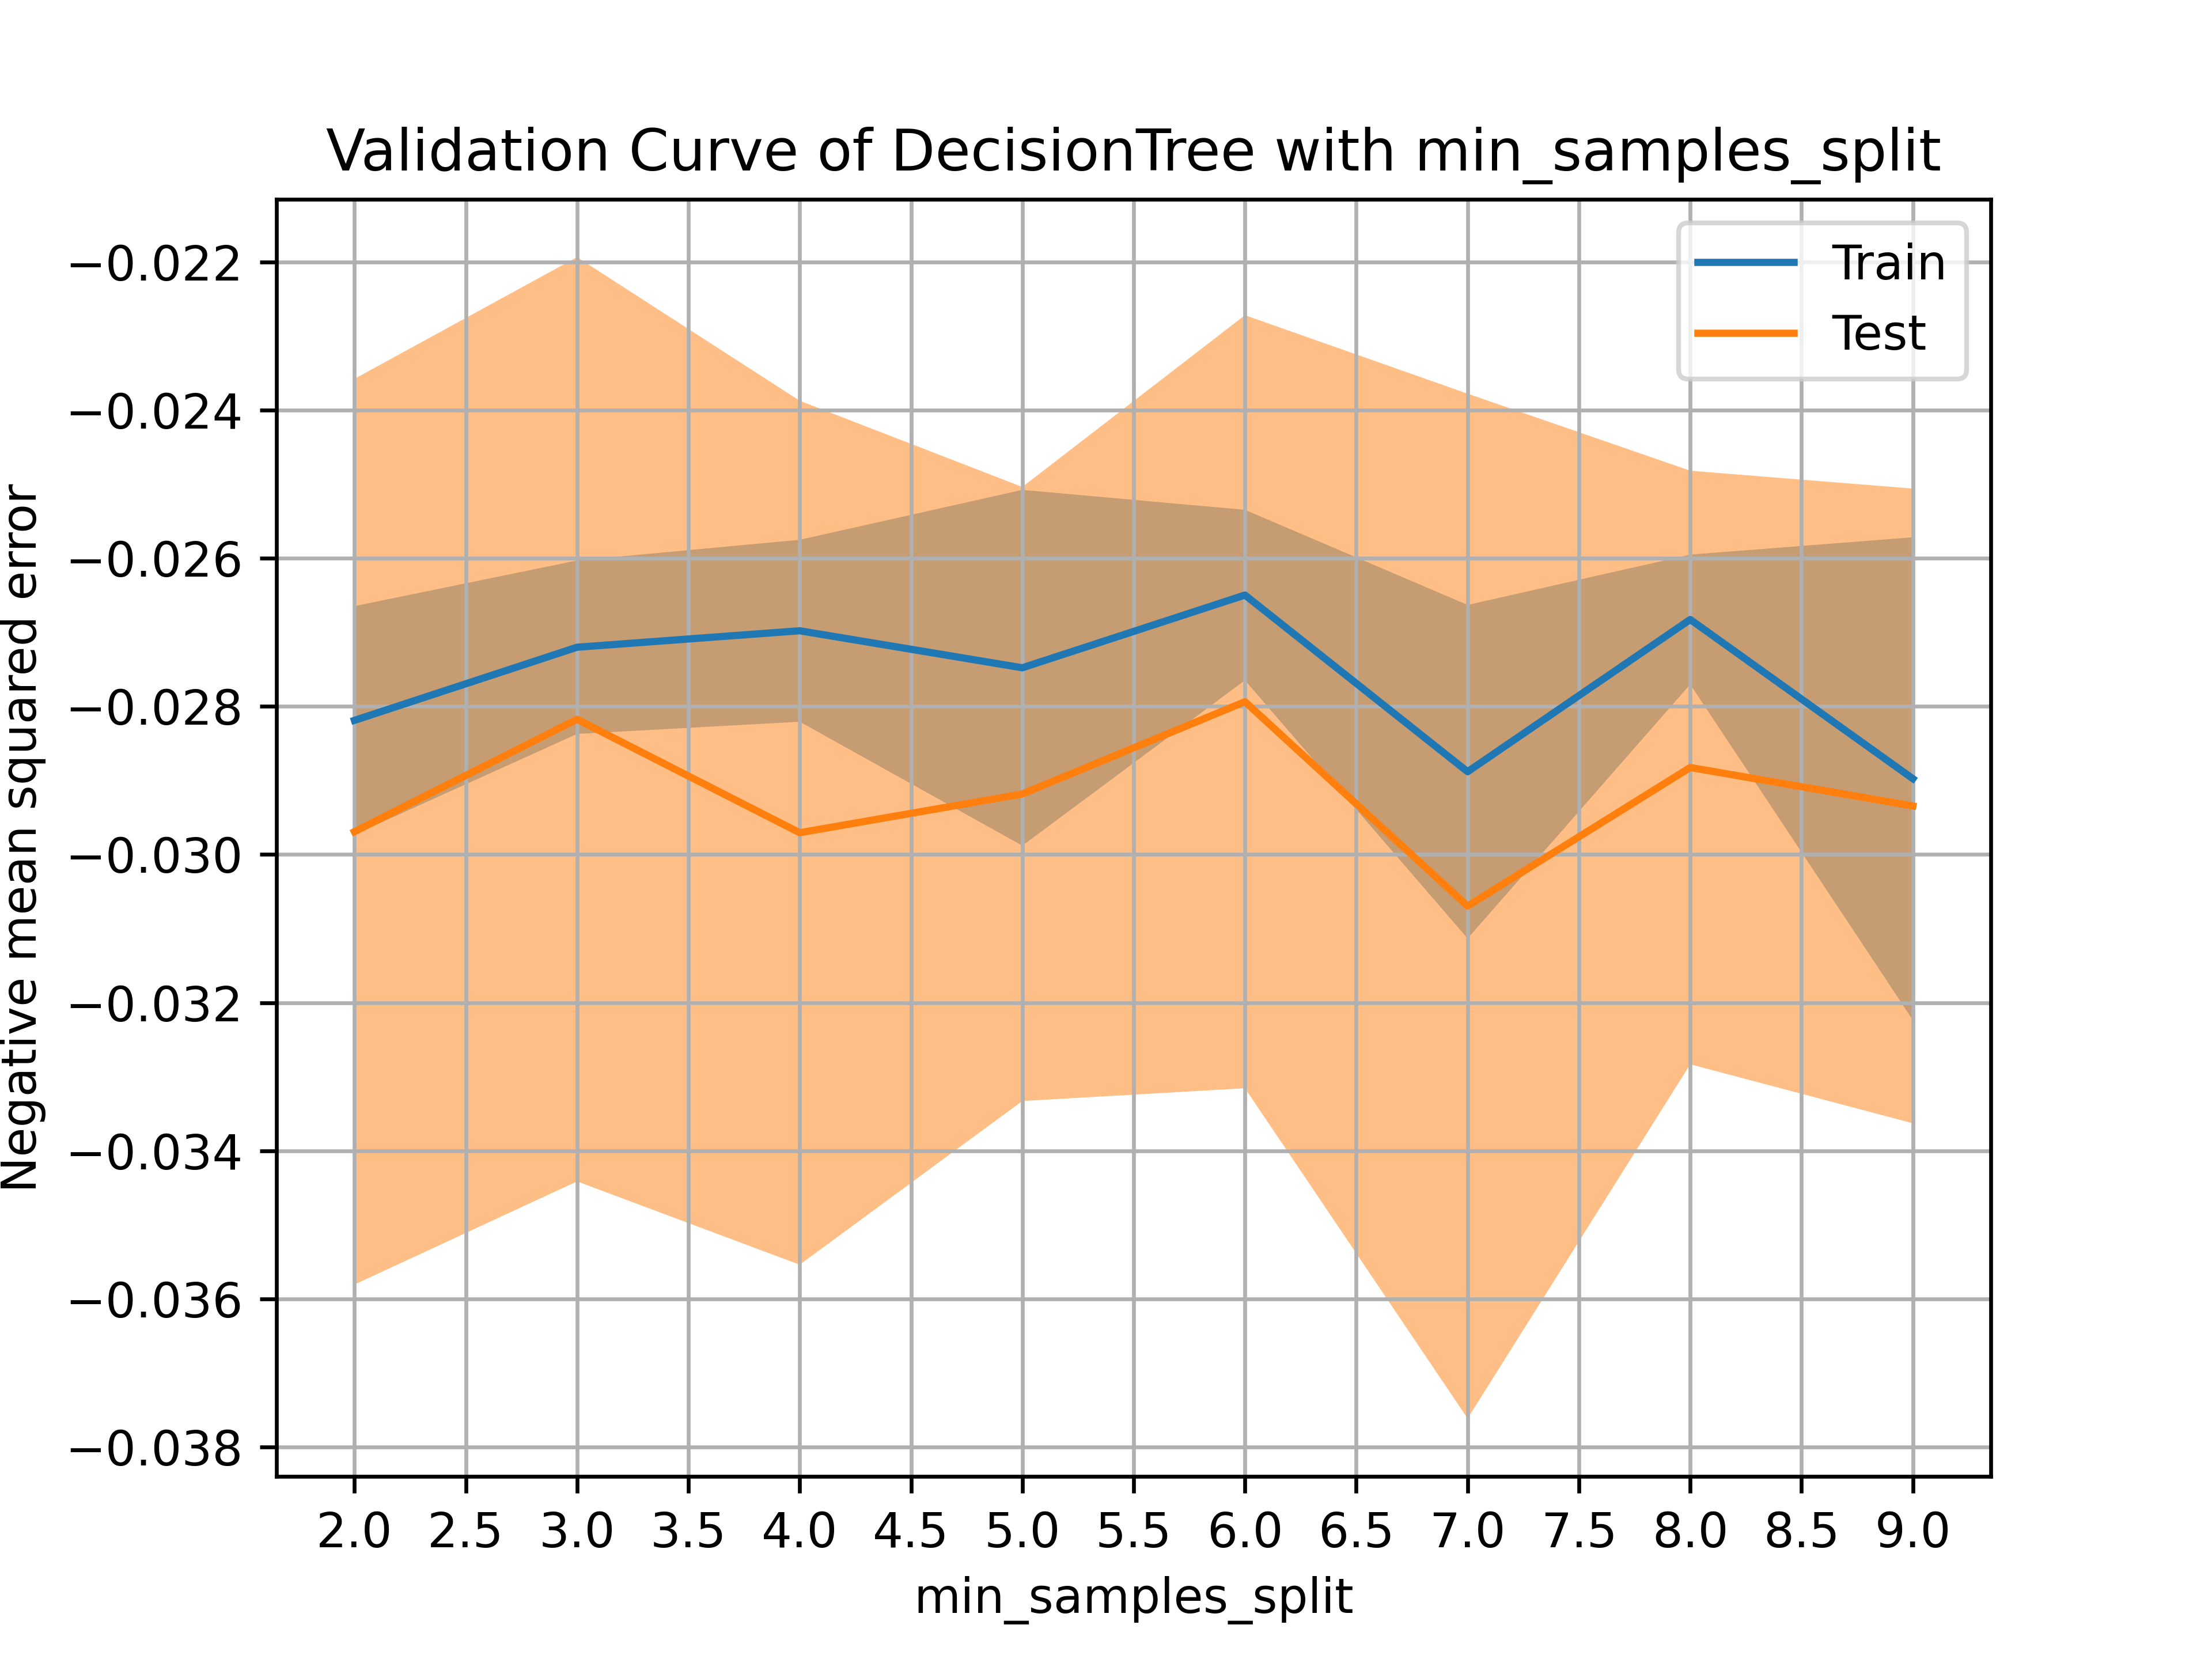 Validation Curve of DecisionTree with min_samples_split
Train
Test
−0.022
−0.024
−0.026
−0.028
−0.030
−0.032
−0.034
−0.036
−0.038
Negative mean squared error
2.0 2.5 3.0 3.5 4.0 4.5 5.0 5.5 6.0 6.5 7.0 7.5 8.0 8.5 9.0
min_samples_split